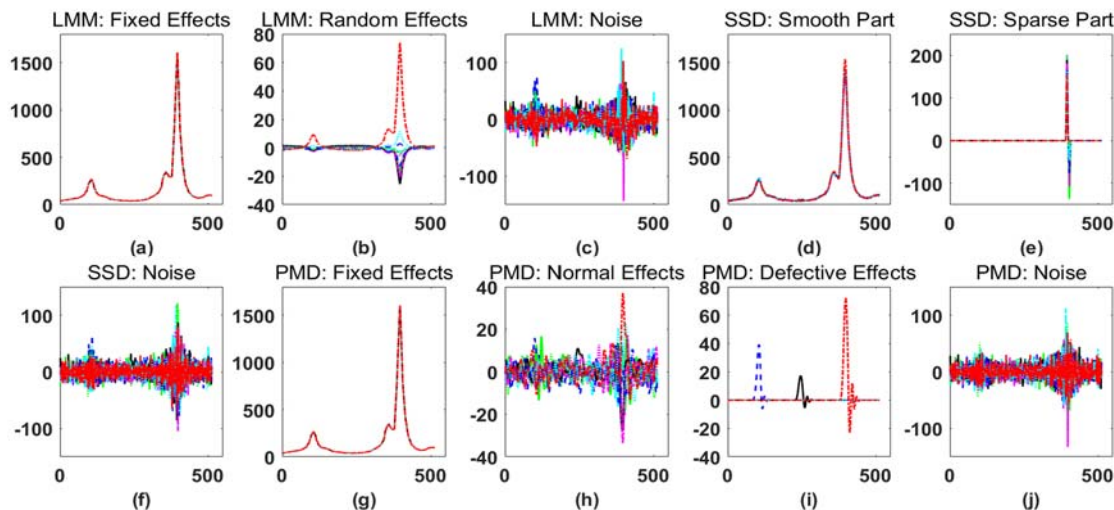 LMM: Fixed Effects LMM: Random Effects LMM: Noise SSD: Smooth Part SSD: Sparse Part
1500 1000 500 0
0 500
(a)
80 60 40 20 0 -20 -40
0 500
(b)
100 0 -100
0 500
(c)
1500 1000 500 0
0 500
(d)
200 100 0 -100
0 500
(e)
SSD: Noise PMD: Fixed Effects PMD: Normal Effects PMD: Defective Effects PMD: Noise
100 0 -100
0 500
(f)
1500 1000 500 0
0 500
(g)
40 20 0 -20 -40
0 500
(h)
80 60 40 20 0 -20 40
0 500
(i)
100 0 -100
0 500
(j)